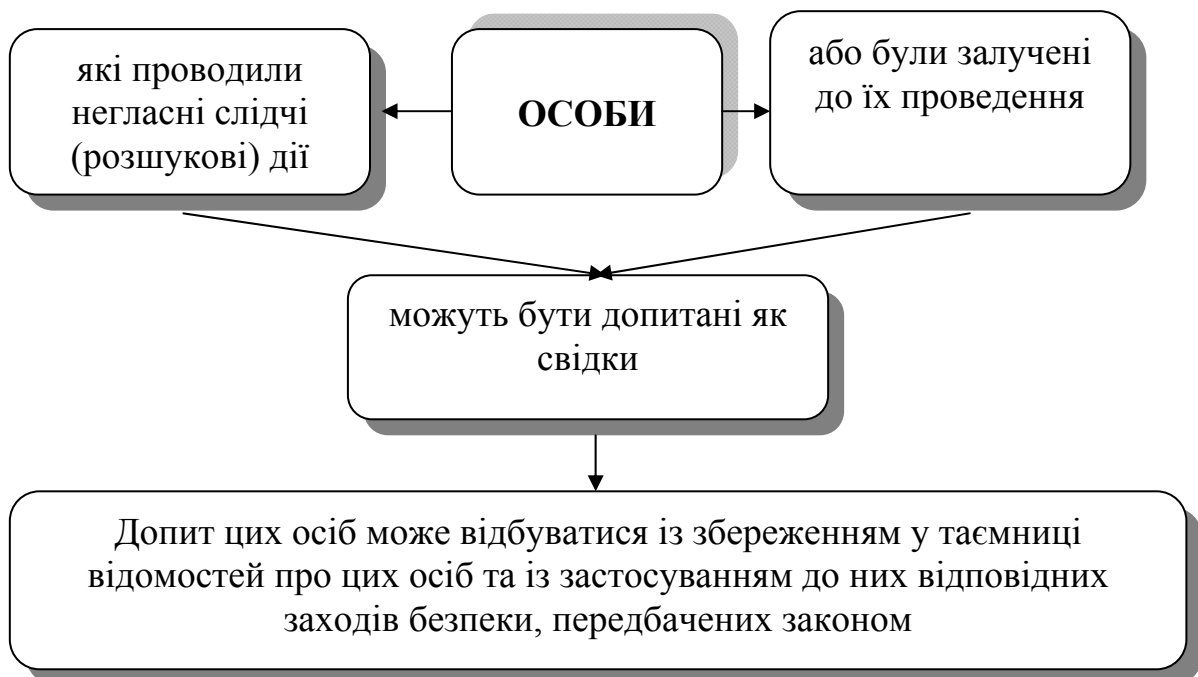 ОСОБИ
які проводили
негласні слідчі
(розшукові) дії
або були залучені
до їх проведення
можуть бути допитані як
свідки
Допит цих осіб може відбуватися із збереженням у таємниці
відомостей про цих осіб та із застосуванням до них відповідних
заходів безпеки, передбачених законом